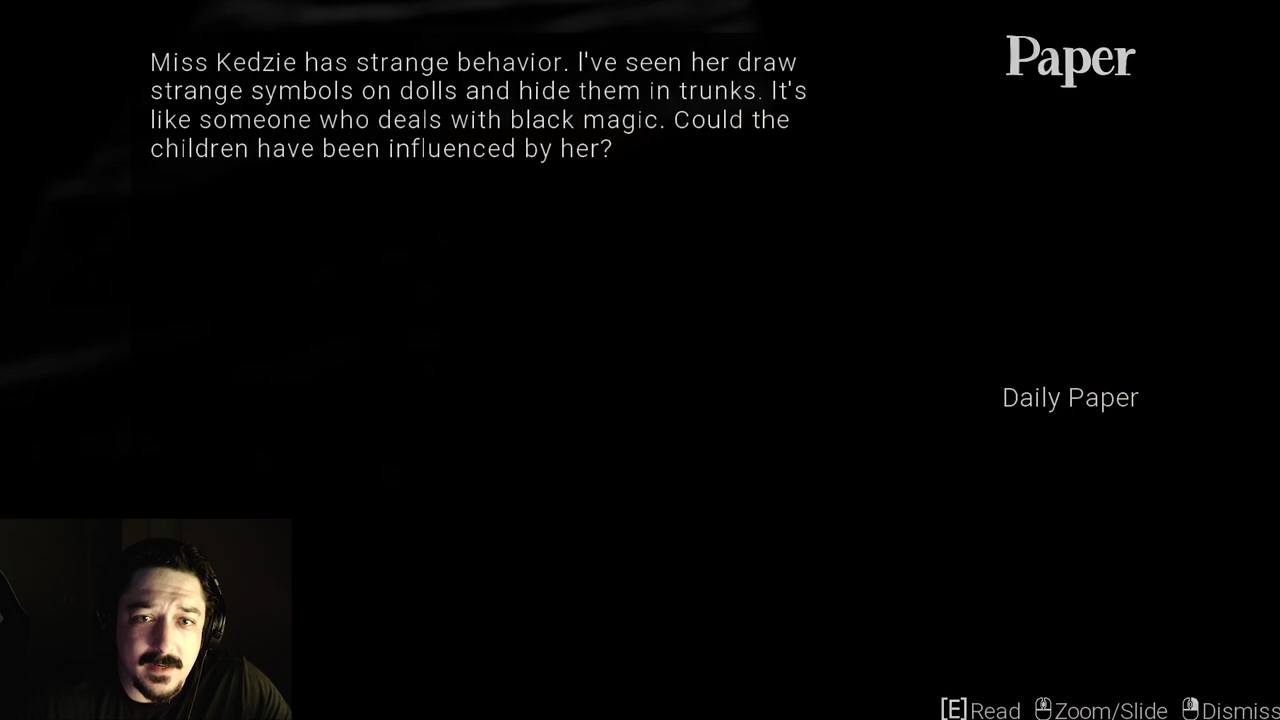 Miss Kedzie has strange behavior. I've seen her draw
strange symbols on dolls and hide them in trunks. It's
like someone who deals with black magic. Could the
children have been influenced by her?
Paper
Daily Paper
[E]Read Zoom/Slide Dismiss